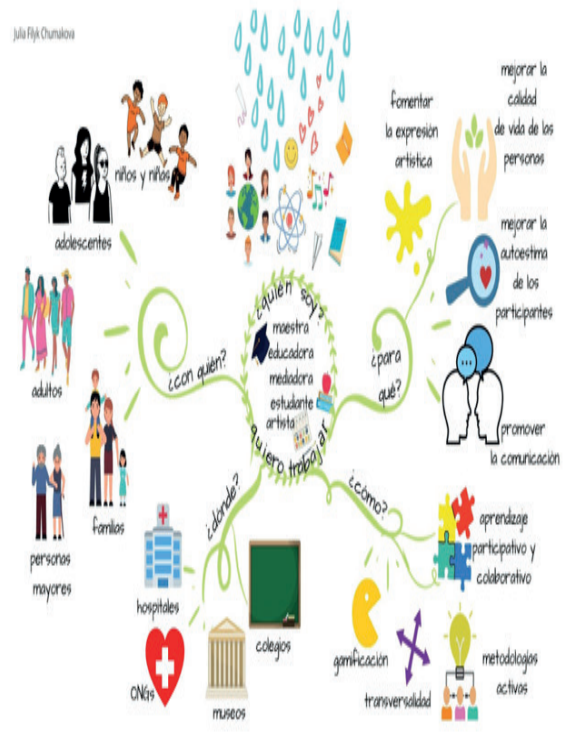 Julia Fílyk Chumakova
niños y niñas
adolescentes
adultos
familias
personas
mayores
¿con quién?
¿quién soy?
maestra
educadora
mediadora
estudiante
artista
quiero trabajar
¿para
qué?
fomentar
la expresión
artística
mejorar la
calidad
de vida de las
personas
mejorar la
autoestima
de los
participantes
promover
la comunicación
¿dónde?
hospitales
ONGs
museos
colegios
¿cómo?
aprendizaje
participativo y
colaborativo
gamificación
transversalidad
metodologías
activas